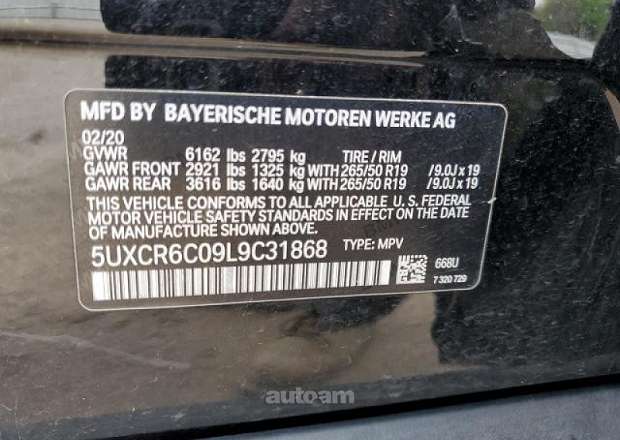 MFD BY BAYERISCHE MOTOREN WERKE AG
02/20
GVWR 6162 lbs 2795 kg TIRE / RIM
GAWR FRONT 2921 lbs 1325 kg WITH 265/50 R19 /9.0J x 19
GAWR REAR 3616 lbs 1640 kg WITH 265/50 R19 /9.0J x 19
THIS VEHICLE CONFORMS TO ALL APPLICABLE U. S. FEDERAL
MOTOR VEHICLE SAFETY STANDARDS IN EFFECT ON THE DATE
OF MANUFACTURE SHOWN ABOVE.
5UXCR6C09L9C31868 TYPE: MPV
668U
7 320 729
autoam